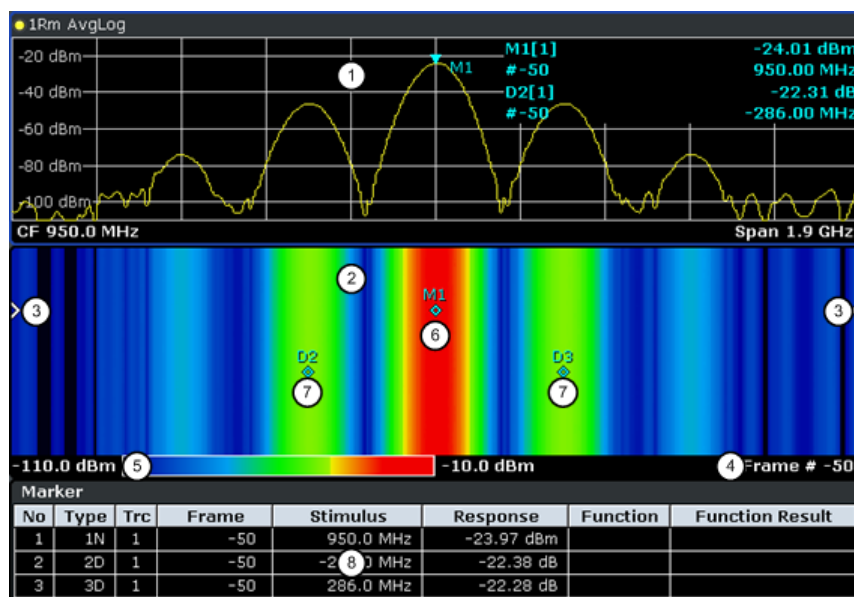 1Rm AvgLog
M1[1] -24.01 dBm
#-50 950.00 MHz
D2[1] -22.31 dB
#-50 -286.00 MHz
-20 dBm
-40 dBm
-60 dBm
-80 dBm
-100 dBm
M1
1
CF 950.0 MHz Span 1.9 GHz
2
3 M1 3
6
D2 D3
7 7
-110.0 dBm 5 -10.0 dBm 4 Frame # -50
Marker
No Type Trc Frame Stimulus Response Function Function Result
1 1N 1 -50 950.0 MHz -23.97 dBm
2 2D 1 -50 8 MHz -22.38 dB
3 3D 1 -50 286.0 MHz -22.28 dB